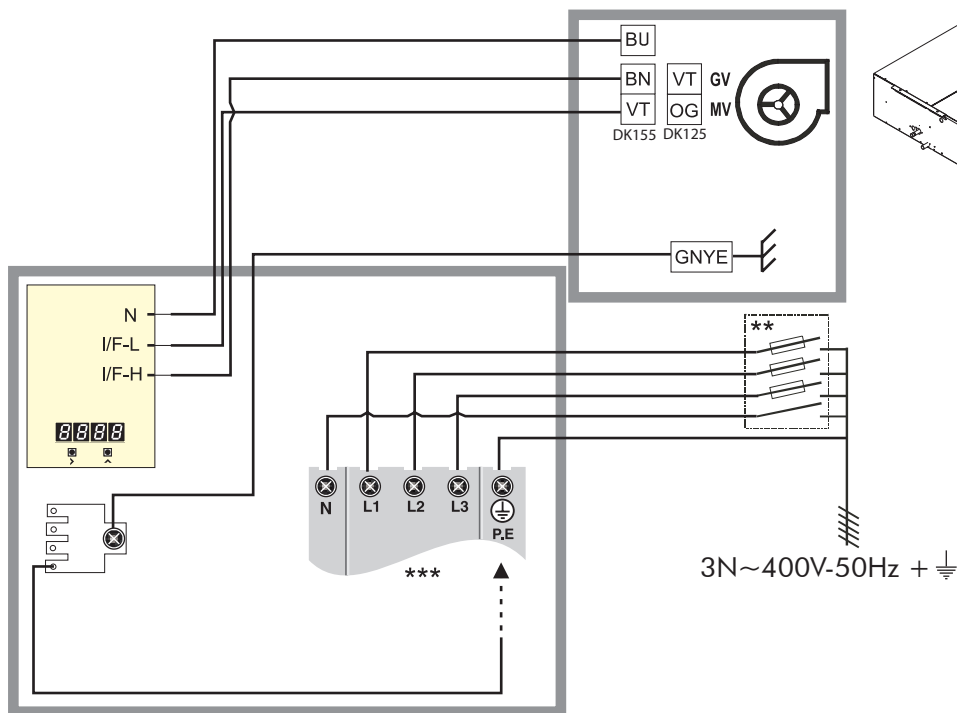 BU
BN VT GV
VT OG MV
DK155 DK125
GNYE
N
I/F-L
I/F-H
8888
**
N L1 L2 L3
P.E
***
3N~400V-50Hz +